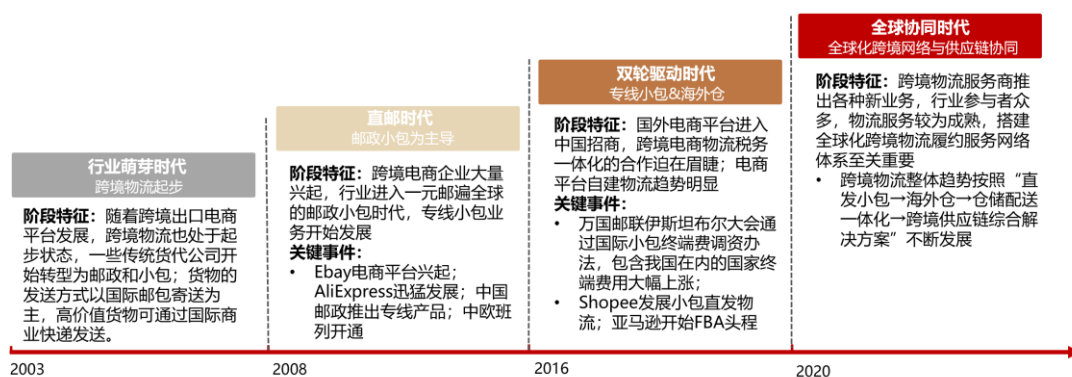 行业萌芽时代
跨境物流起步
阶段特征：随着跨境出口电商
平台发展，跨境物流也处于起
步状态，一些传统货代公司开
始转型为邮政和小包；货物的
发送方式以国际邮包寄送为
主，高价值货物可通过国际商
业快递发送。
直邮时代
邮政小包为主导
阶段特征：跨境电商企业大量
兴起，行业进入一元邮遍全球
的邮政小包时代，专线小包业
务开始发展
关键事件：
• Ebay电商平台兴起；
AliExpress迅猛发展；中国
邮政推出专线产品；中欧班
列开通
双轮驱动时代
专线小包&海外仓
阶段特征：国外电商平台进入
中国招商，跨境电商物流税务
一体化的合作迫在眉睫；电商
平台自建物流趋势明显
关键事件：
• 万国邮联伊斯坦布尔大会通
过国际小包终端费调资办
法，包含我国在内的国家终
端费用大幅上涨；
• Shopee发展小包直发物
流；亚马逊开始FBA头程
全球协同时代
全球化跨境网络与供应链协同
阶段特征：跨境物流服务商推
出各种新业务，行业参与者众
多，物流服务较为成熟，搭建
全球化跨境物流履约服务网络
体系至关重要
• 跨境物流整体趋势按照“直
发小包→海外仓→仓储配送
一体化→跨境供应链综合解
决方案”不断发展
2003
2008
2016
2020